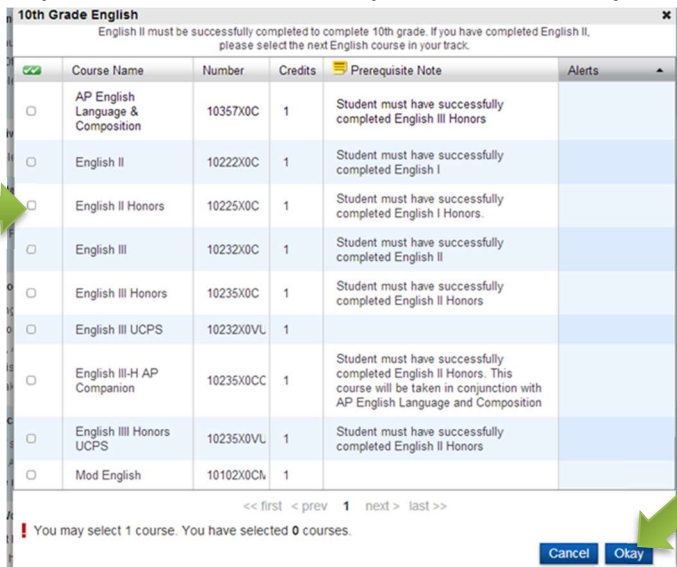 10th Grade English
English II must be successfully completed to complete 10th grade. If you have completed English II,
please select the next English course in your track.
Course Name Number Credits Prerequisite Note Alerts
AP English
Language &
Composition
10357X0C 1
Student must have successfully
completed English III Honors
English II 10222X0C 1
Student must have successfully
completed English I
English II Honors 10225X0C 1
Student must have successfully
completed English I Honors.
English III 10232X0C 1
Student must have successfully
completed English II
English III Honors 10235X0C 1
Student must have successfully
completed English II Honors
English III UCPS 10232X0VL 1
English III-H AP
Companion
10235X0CC 1
Student must have successfully
completed English II Honors. This
course will be taken in conjunction with
AP English Language and Composition
English IIII Honors
UCPS
10235X0VL 1
Student must have successfully
completed English II Honors
Mod English 1
<< first < prev 1 next > last >>
! You may select 1 course. You have selected 0 courses.
Cancel Okay